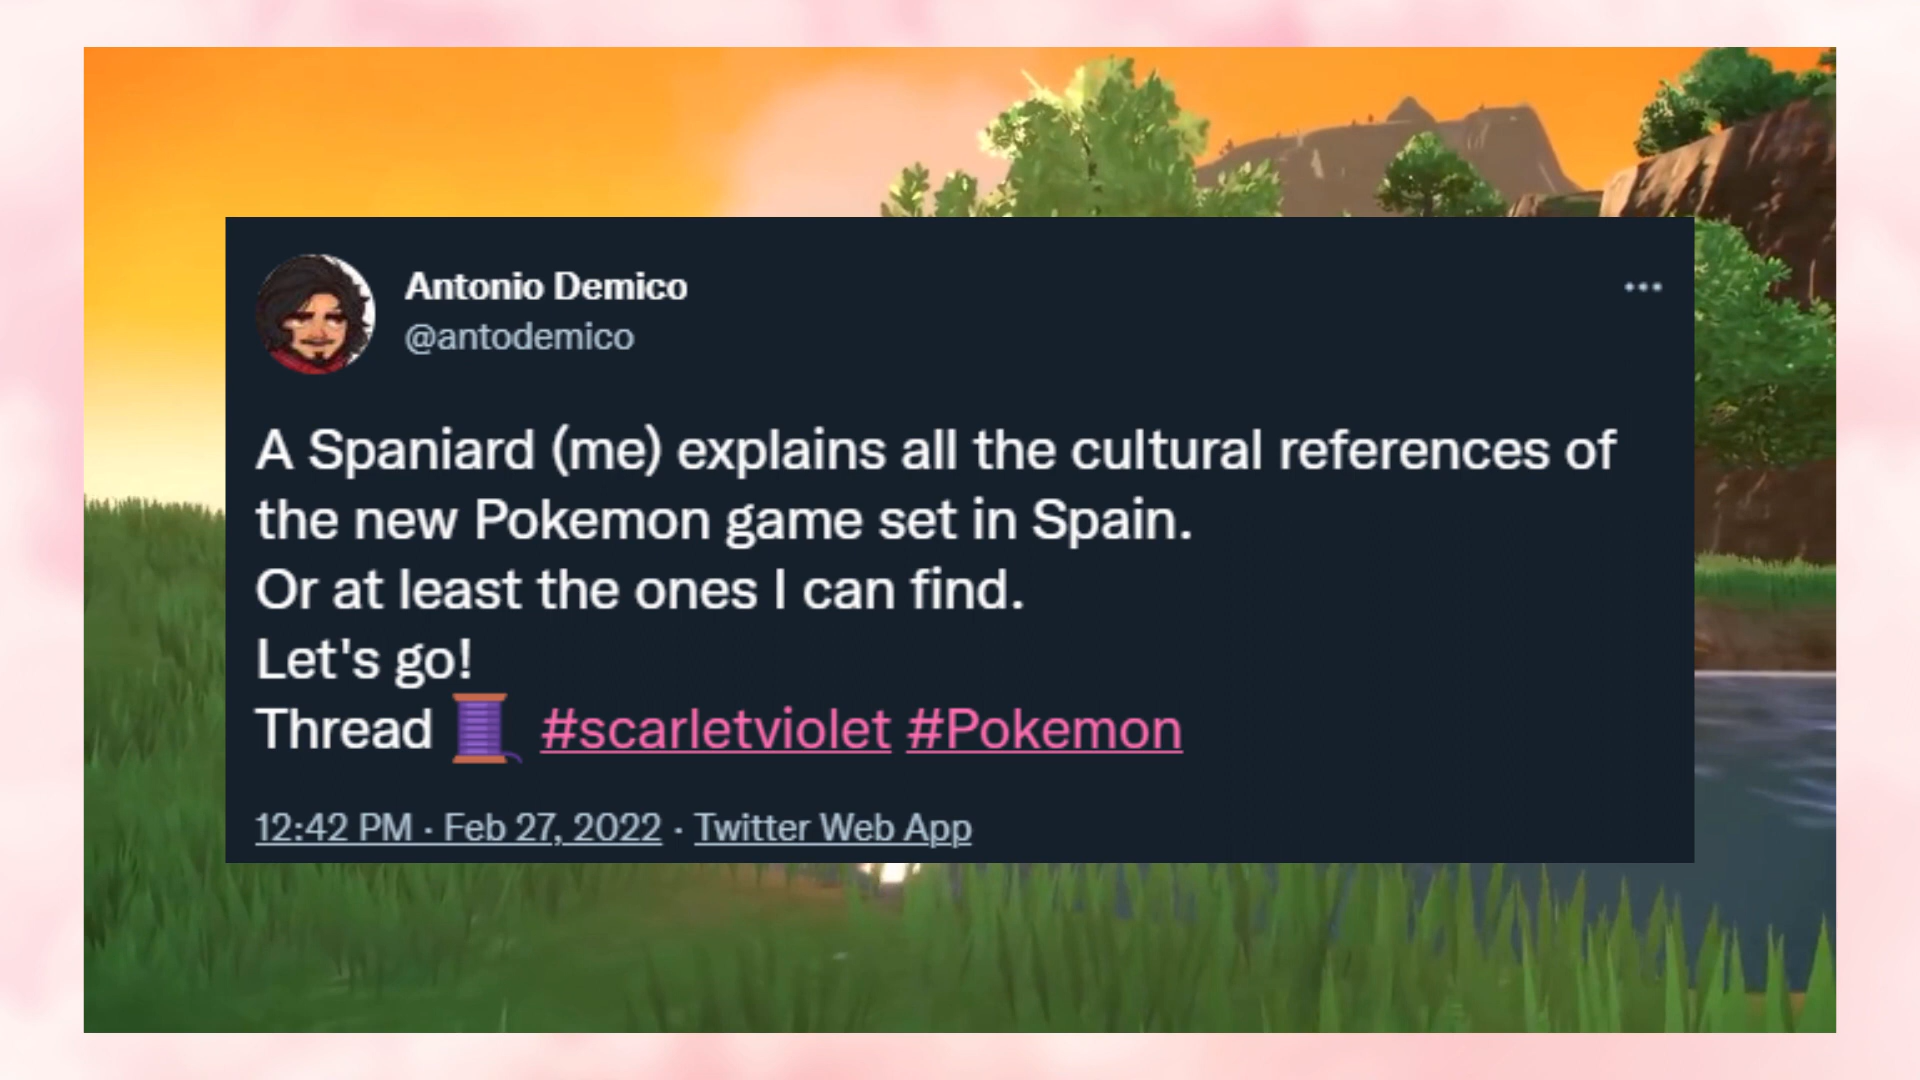 Antonio Demico
@antodemico
A Spaniard (me) explains all the cultural references of
the new Pokemon game set in Spain.
Or at least the ones I can find.
Let's go!
Thread 🧵 #scarletviolet #Pokemon
12:42 PM · Feb 27, 2022 · Twitter Web App